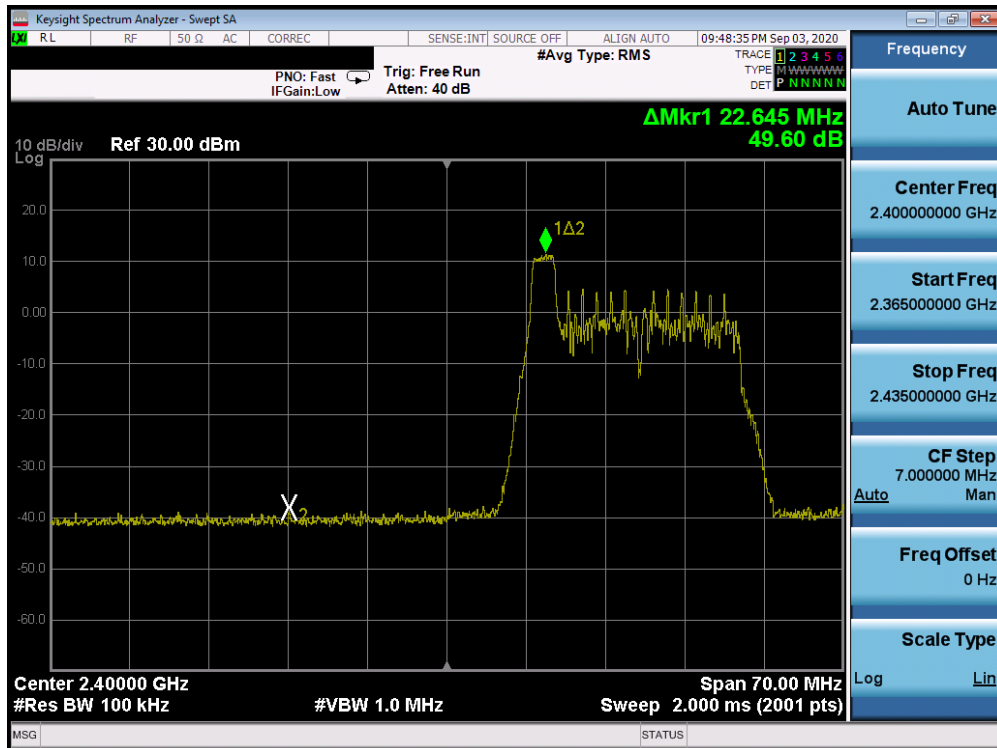 Keysight Spectrum Analyzer - Swept SA
LXI RL RF 50 Ω AC CORREC SENSE:INT SOURCE OFF ALIGN AUTO 09:48:35 PM Sep 03, 2020
#Avg Type: RMS
TRACE 1 2 3 4 5 6
TYPE M W W W W W
DET P N N N N N
PNO: Fast
IFGain:Low
Trig: Free Run
Atten: 40 dB
ΔMkr1 22.645 MHz
49.60 dB
10 dB/div Ref 30.00 dBm
Log
1Δ2
20.0
10.0
0.00
-10.0
-20.0
-30.0
-40.0
X2
-50.0
-60.0
Center 2.40000 GHz Span 70.00 MHz
#Res BW 100 kHz #VBW 1.0 MHz Sweep 2.000 ms (2001 pts)
MSG STATUS
Frequency
Auto Tune
Center Freq
2.400000000 GHz
Start Freq
2.365000000 GHz
Stop Freq
2.435000000 GHz
CF Step
7.000000 MHz
Auto Man
Freq Offset
0 Hz
Scale Type
Log Lin